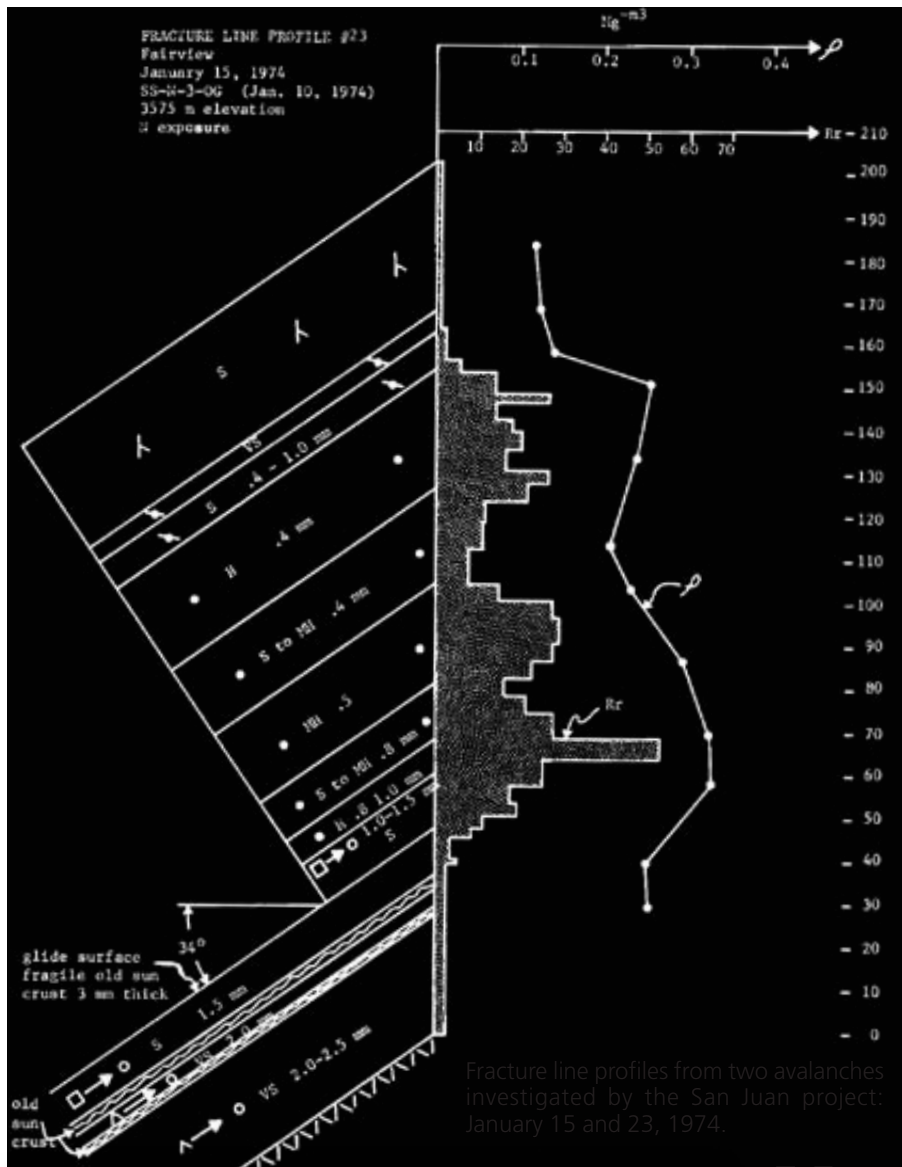 FRACTURE LINE PROFILE #23
Fairview
January 15, 1974
SS-N-3-OG (Jan. 10, 1974)
3575 m elevation
N exposure
Mg⁻ᵐ³
0.1 0.2 0.3 0.4 ρ
10 20 30 40 50 60 70 Rr
210
200
190
180
170
160
150
140
130
120
110
100
90
80
70
60
50
40
30
20
10
0
S
VS
S .4 - 1.0 mm
H .4 mm
S to MH .4 mm
MH .5
S to MH .8 mm
H .8 1.0 mm
1.0-1.5 mm
S
ρ
Rr
34°
glide surface
fragile old sun
crust 3 mm thick
S 1.5 mm
VS 2.0 mm
VS 2.0-2.5 mm
old
sun
crust
Fracture line profiles from two avalanches
investigated by the San Juan project:
January 15 and 23, 1974.